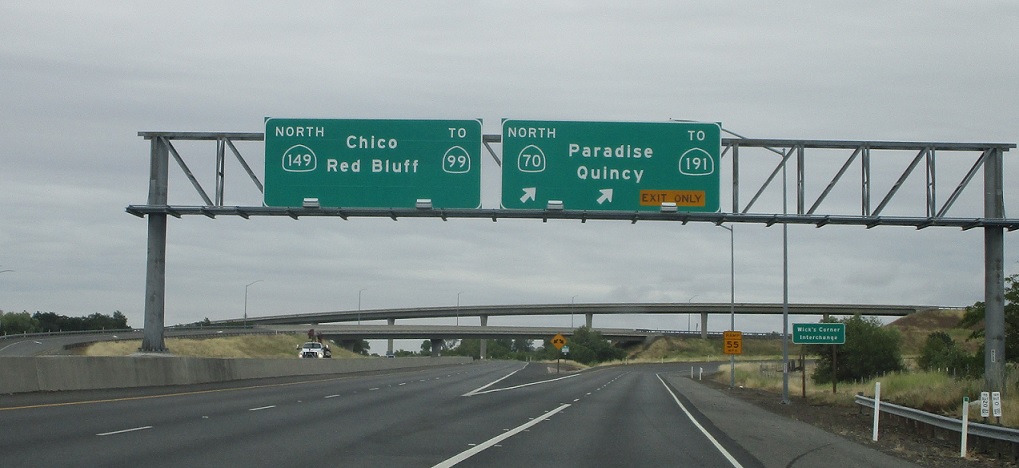 NORTH
TO
149
Chico
Red Bluff
99
NORTH
TO
70
Paradise
Quincy
191
EXIT ONLY
55
Wick's Corner
Interchange